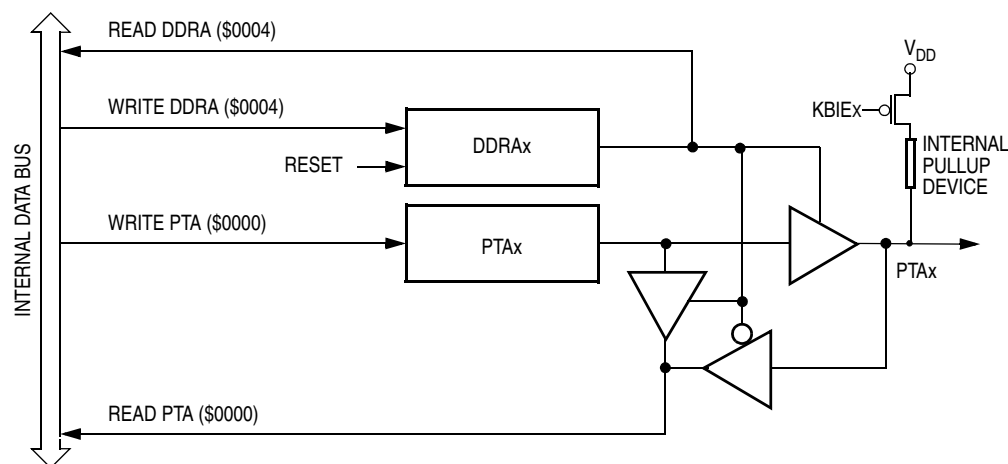 READ DDRA ($0004)
V_DD
WRITE DDRA ($0004)
KBIEx
DDRAx
INTERNAL
PULLUP
DEVICE
RESET
INTERNAL DATA BUS
WRITE PTA ($0000)
PTAx
PTAx
READ PTA ($0000)